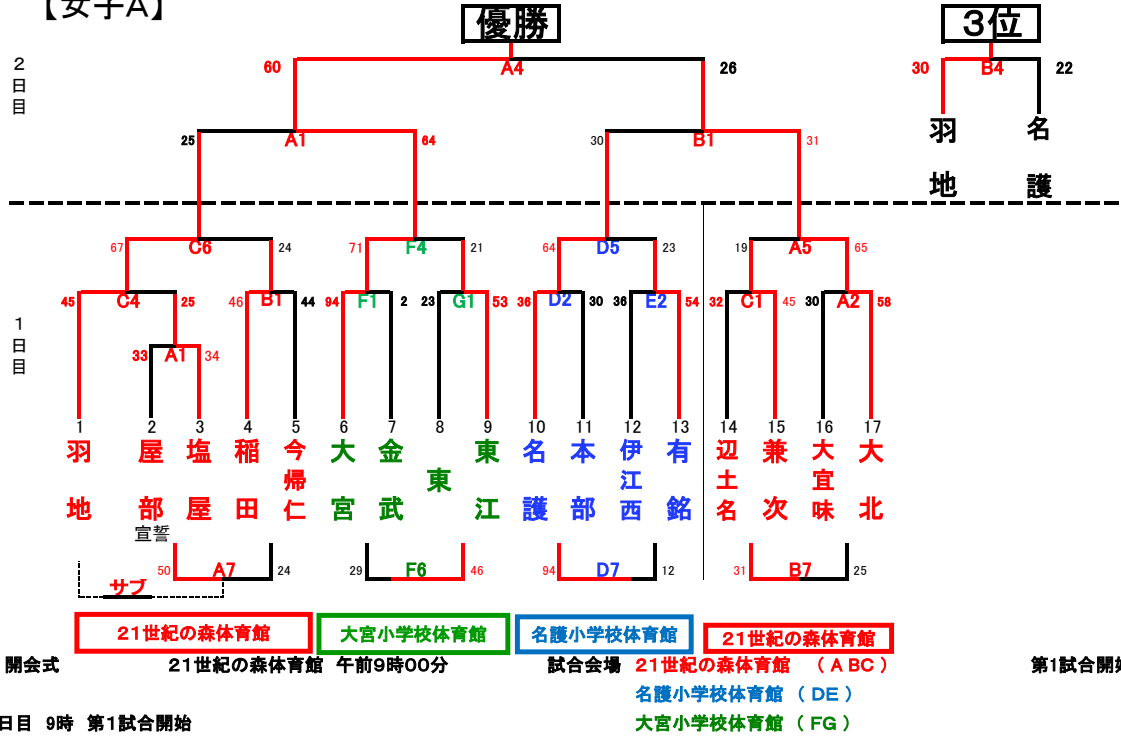 【女子A】
優勝
3位
60 A4 26
30 B4 22
2日目
25 A1 64
30 B1 31
羽地
名護
67 C6 24
71 F4 21
64 D5 23
19 A5 65
45 C4 25
46 B1 44
94 F1 2
23 G1 53
36 D2 30
36 E2 54
32 C1 45
30 A2 58
1日目
33 A1 34
1 2 3 4 5 6 7 8 9 10 11 12 13 14 15 16 17
羽地
屋部
塩屋
稲田
今帰仁
大宮
金武
東
東江
名護
本部
伊江西
有銘
辺土名
兼次
大宜味
大北
宣誓
50 A7 24
29 F6 46
94 D7 12
31 B7 25
サブ
21世紀の森体育館
大宮小学校体育館
名護小学校体育館
21世紀の森体育館
開会式 21世紀の森体育館 午前9時00分 試合会場 21世紀の森体育館 (ABC) 第1試合開
名護小学校体育館 (DE)
日目 9時 第1試合開始 大宮小学校体育館 (FG)